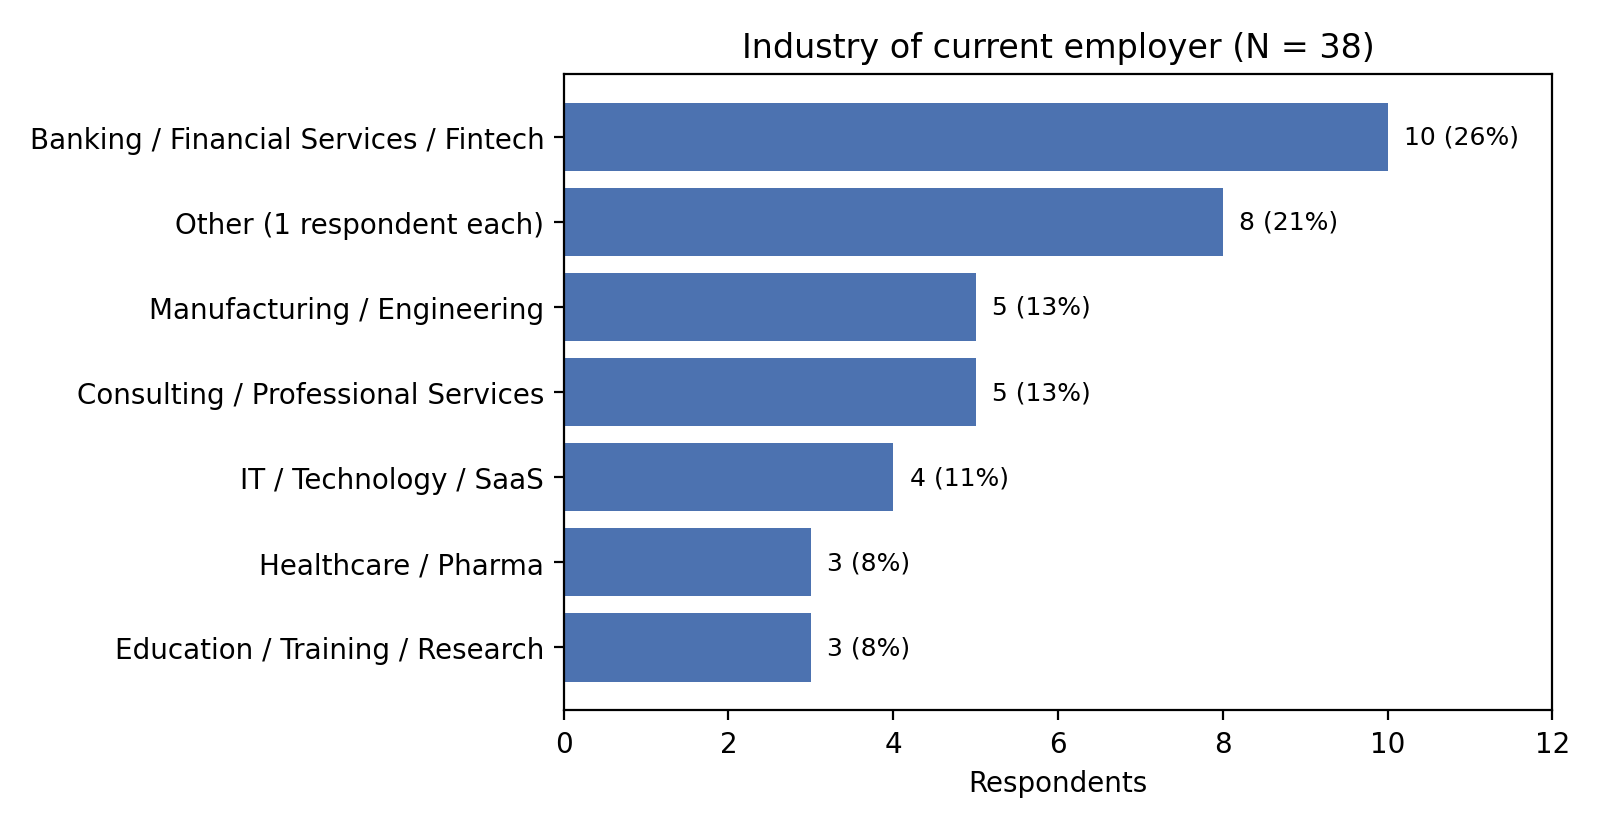 Industry of current employer (N = 38)
Banking / Financial Services / Fintech
10 (26%)
Other (1 respondent each)
8 (21%)
Manufacturing / Engineering
5 (13%)
Consulting / Professional Services
5 (13%)
IT / Technology / SaaS
4 (11%)
Healthcare / Pharma
3 (8%)
Education / Training / Research
3 (8%)
0 2 4 6 8 10 12
Respondents